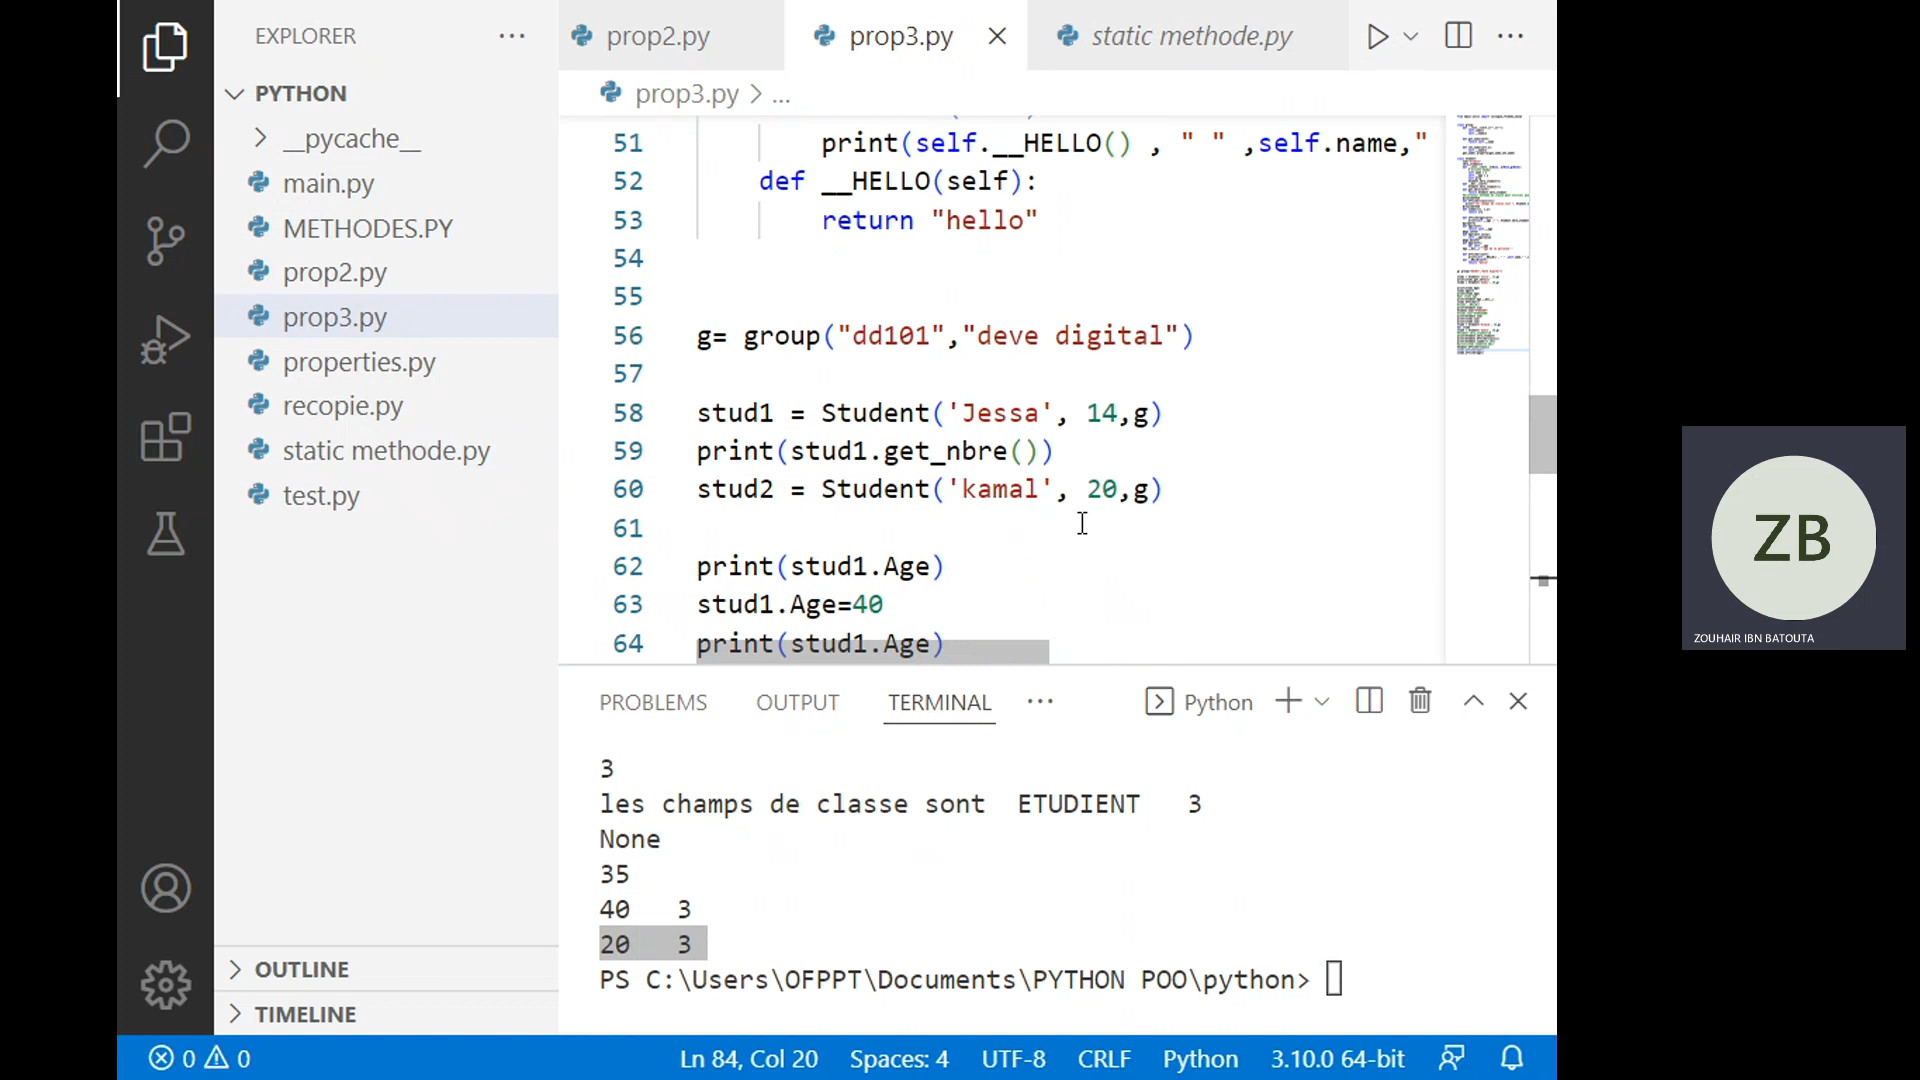 EXPLORER ···
prop2.py
prop3.py
static methode.py
PYTHON
prop3.py > ...
__pycache__
main.py
METHODES.PY
prop2.py
prop3.py
properties.py
recopie.py
static methode.py
test.py
51 print(self.__HELLO() , " " ,self.name,"
52 def __HELLO(self):
53 return "hello"
54
55
56 g= group("dd101","deve digital")
57
58 stud1 = Student('Jessa', 14,g)
59 print(stud1.get_nbre())
60 stud2 = Student('kamal', 20,g)
61
62 print(stud1.Age)
63 stud1.Age=40
64 print(stud1.Age)
PROBLEMS OUTPUT TERMINAL ··· Python
3
les champs de classe sont  ETUDIENT   3
None
35
40   3
20   3
PS C:\Users\OFPPT\Documents\PYTHON POO\python>
OUTLINE
TIMELINE
0 0 Ln 84, Col 20 Spaces: 4 UTF-8 CRLF Python 3.10.0 64-bit
ZB
ZOUHAIR IBN BATOUTA